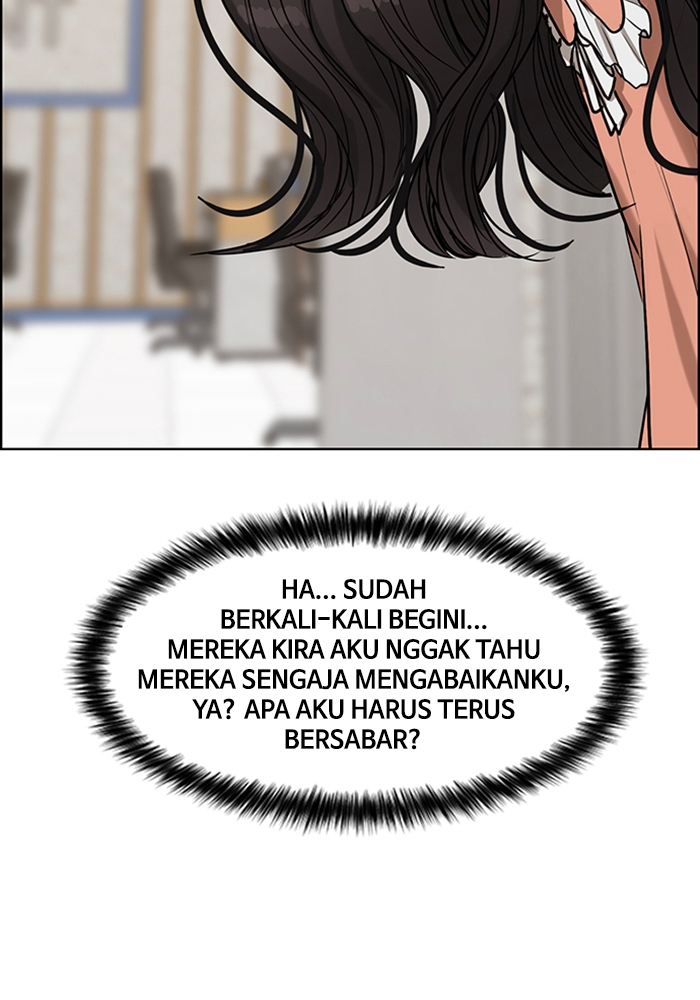 HA... SUDAH
BERKALI-KALI BEGINI...
MEREKA KIRA AKU NGGAK TAHU
MEREKA SENGAJA MENGABAIKANKU,
YA? APA AKU HARUS TERUS
BERSABAR?